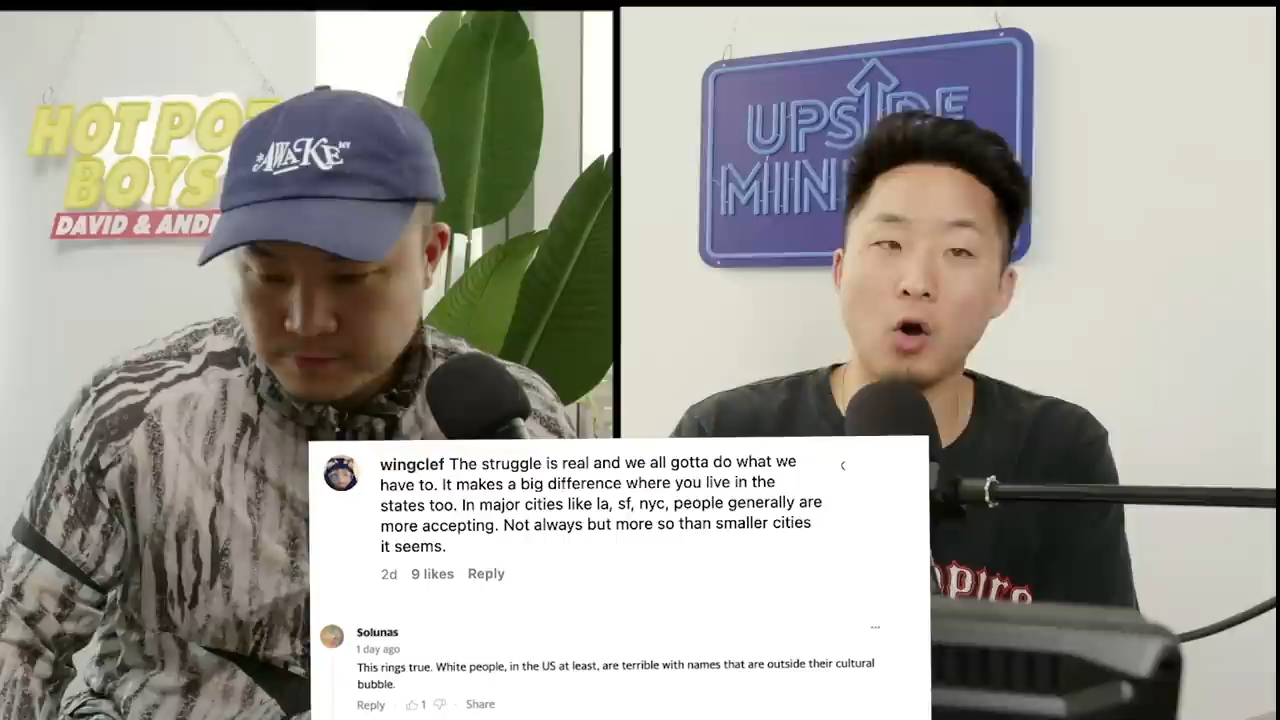 HOT PO
BOYS
DAVID & AND
*AWAKE NY
UPSIDE
MIN
wingclef The struggle is real and we all gotta do what we
have to. It makes a big difference where you live in the
states too. In major cities like la, sf, nyc, people generally are
more accepting. Not always but more so than smaller cities
it seems.
2d 9 likes Reply
Solunas
1 day ago
This rings true. White people, in the US at least, are terrible with names that are outside their cultural
bubble.
Reply 1 Share